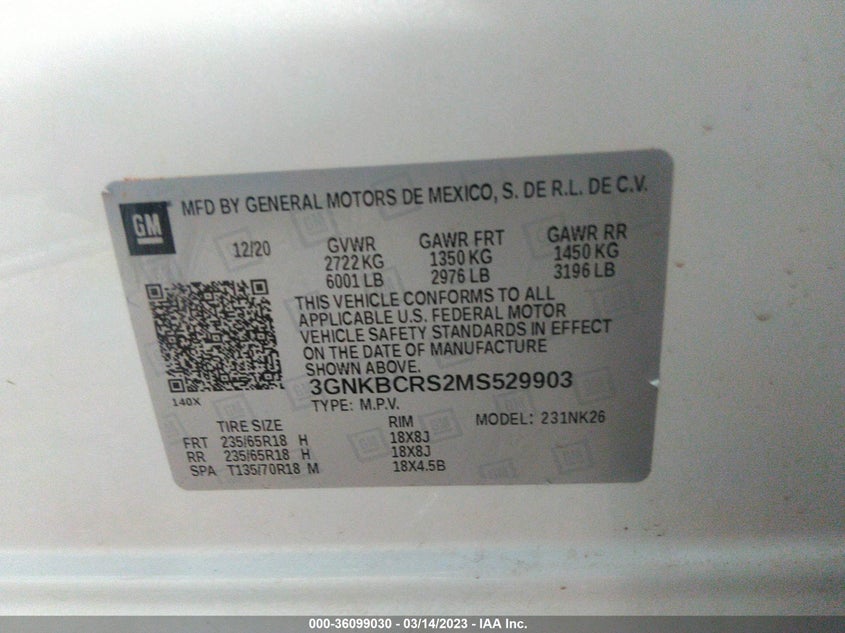 GM
MFD BY GENERAL MOTORS DE MEXICO, S. DE R.L. DE C.V.
12/20 GVWR GAWR FRT GAWR RR
2722 KG 1350 KG 1450 KG
6001 LB 2976 LB 3196 LB
THIS VEHICLE CONFORMS TO ALL
APPLICABLE U.S. FEDERAL MOTOR
VEHICLE SAFETY STANDARDS IN EFFECT
ON THE DATE OF MANUFACTURE
SHOWN ABOVE.
3GNKBCRS2MS529903
140X
TYPE: M.P.V.
TIRE SIZE RIM MODEL: 231NK26
FRT 235/65R18 H 18X8J
RR 235/65R18 H 18X8J
SPA T135/70R18 M 18X4.5B
000-36099030 - 03/14/2023 - IAA Inc.